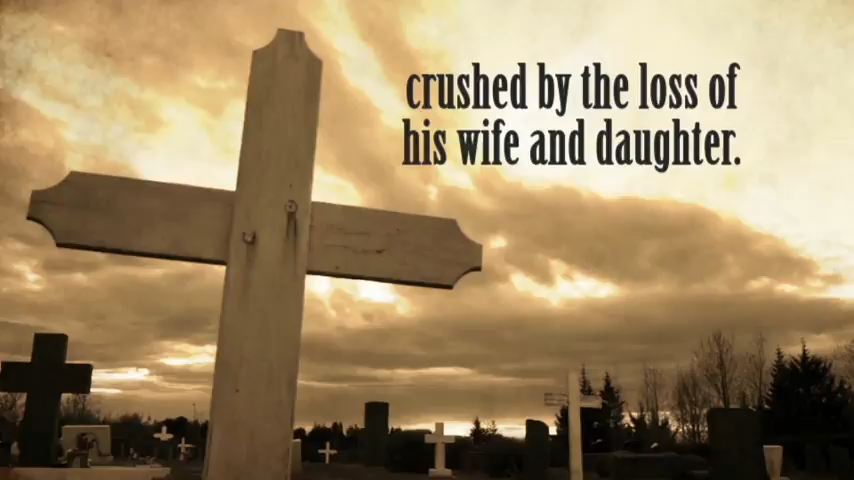 crushed by the loss of
his wife and daughter.